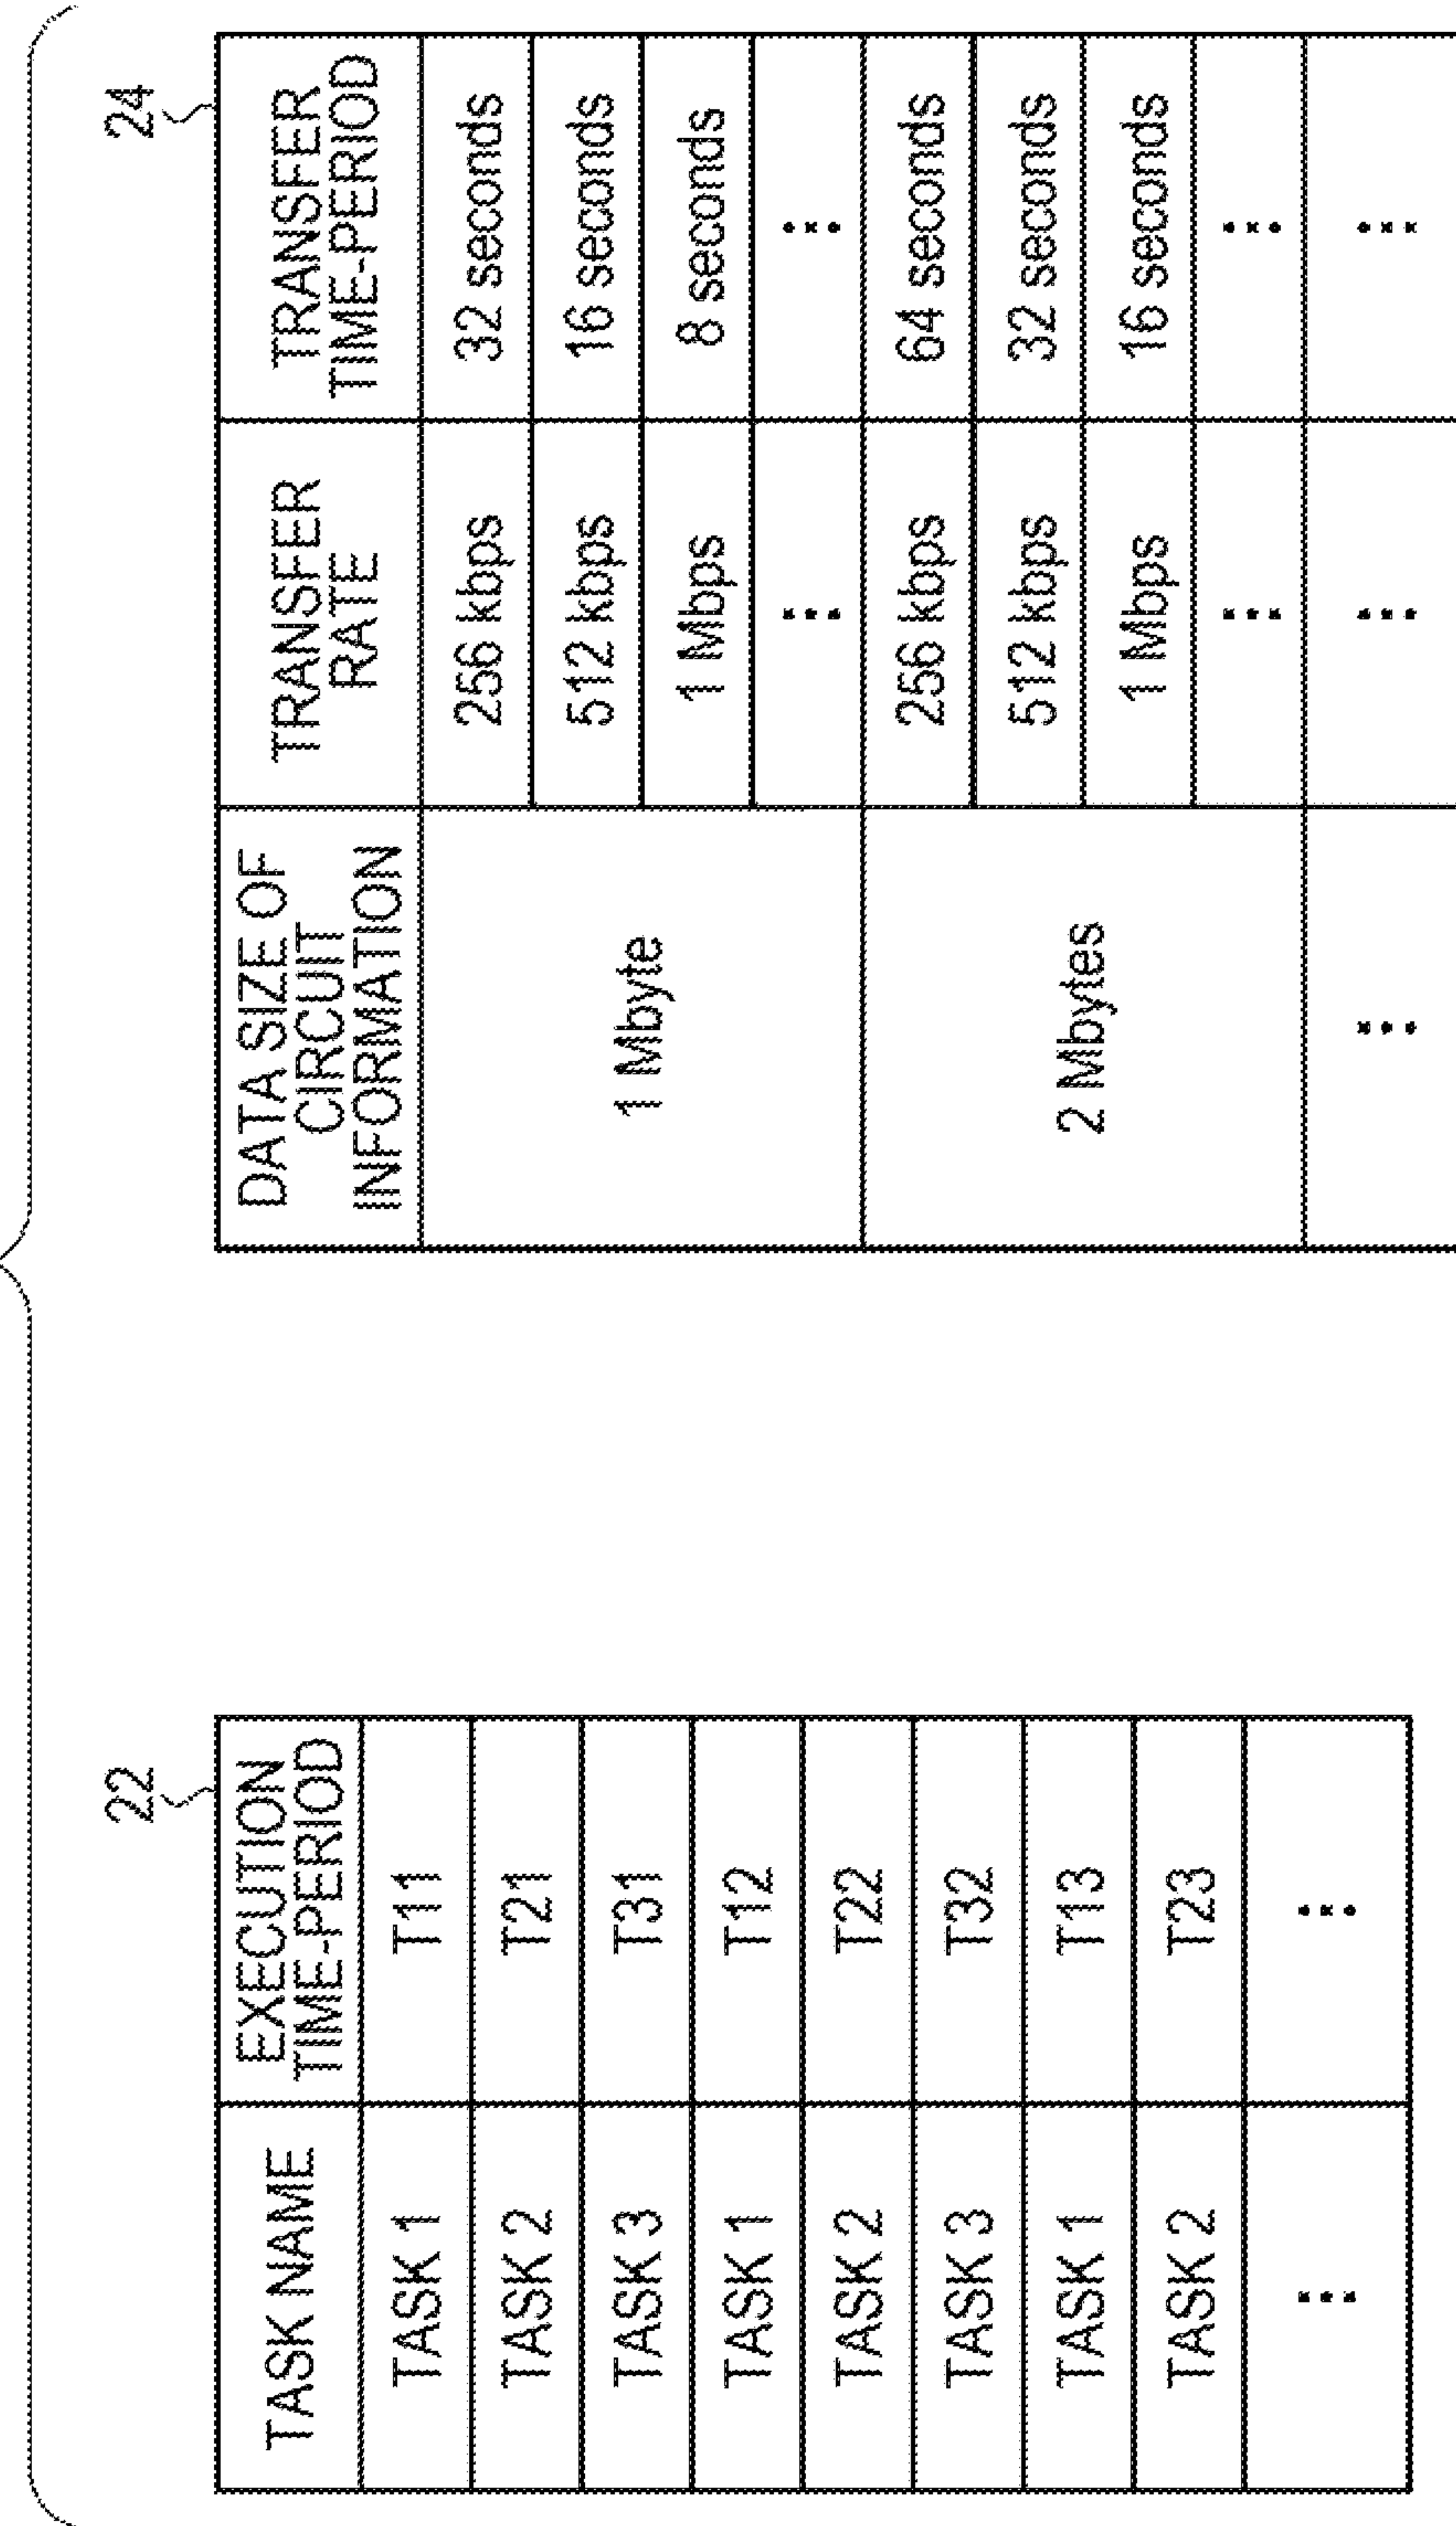 22
TASK NAME
EXECUTION
TIME-PERIOD
TASK 1
T11
TASK 2
T21
TASK 3
T31
TASK 1
T12
TASK 2
T22
TASK 3
T32
TASK 1
T13
TASK 2
T23
...
...
24
DATA SIZE OF
CIRCUIT
INFORMATION
TRANSFER
RATE
TRANSFER
TIME-PERIOD
1 Mbyte
256 kbps
32 seconds
512 kbps
16 seconds
1 Mbps
8 seconds
...
...
2 Mbytes
256 kbps
64 seconds
512 kbps
32 seconds
1 Mbps
16 seconds
...
...
...
...
...